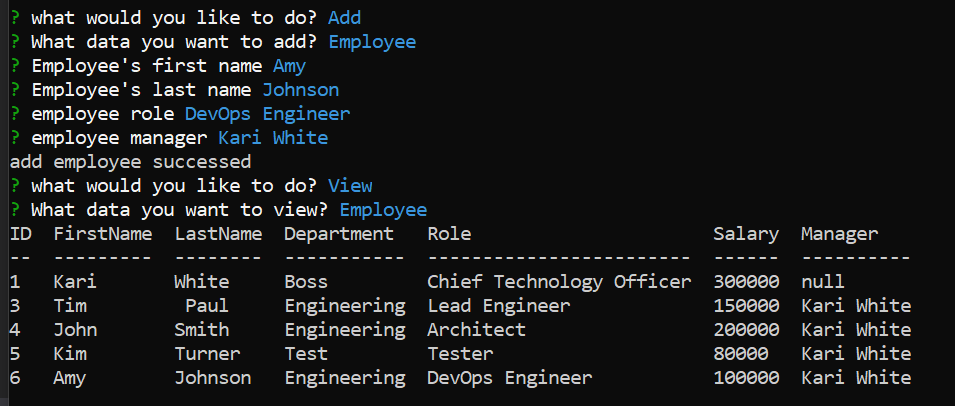 ? what would you like to do? Add
? What data you want to add? Employee
? Employee's first name Amy
? Employee's last name Johnson
? employee role DevOps Engineer
? employee manager Kari White
add employee successed
? what would you like to do? View
? What data you want to view? Employee
ID  FirstName  LastName  Department   Role                      Salary  Manager
--  ---------  --------  -----------  ------------------------  ------  ----------
1   Kari       White     Boss         Chief Technology Officer  300000  null
3   Tim         Paul     Engineering  Lead Engineer             150000  Kari White
4   John       Smith     Engineering  Architect                 200000  Kari White
5   Kim        Turner    Test         Tester                    80000   Kari White
6   Amy        Johnson   Engineering  DevOps Engineer           100000  Kari White